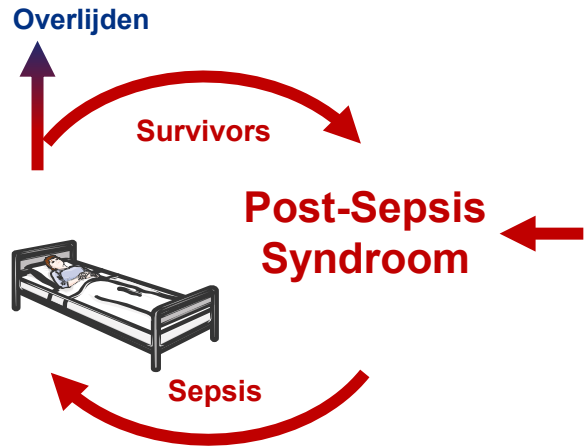 Overlijden
Survivors
Post-Sepsis
Syndroom
Sepsis